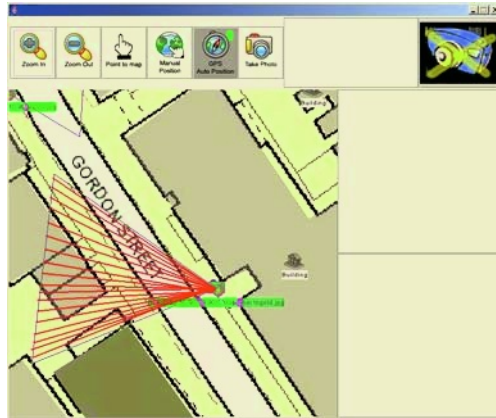 Zoom In
Zoom Out
Point to map
Manual
Position
GPS
Auto Position
Take Photo
Building
GORDON STREET
Building